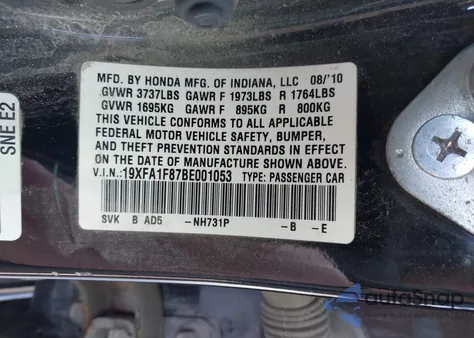 SNE E2
MFD. BY HONDA MFG. OF INDIANA, LLC 08/'10
GVWR 3737LBS GAWR F 1973LBS R 1764LBS
GVWR 1695KG GAWR F 895KG R 800KG
THIS VEHICLE CONFORMS TO ALL APPLICABLE
FEDERAL MOTOR VEHICLE SAFETY, BUMPER,
AND THEFT PREVENTION STANDARDS IN EFFECT
ON THE DATE OF MANUFACTURE SHOWN ABOVE.
V.I.N.:19XFA1F87BE001053 TYPE: PASSENGER CAR
SVK B AD5 -NH731P -B -E
autoSnap